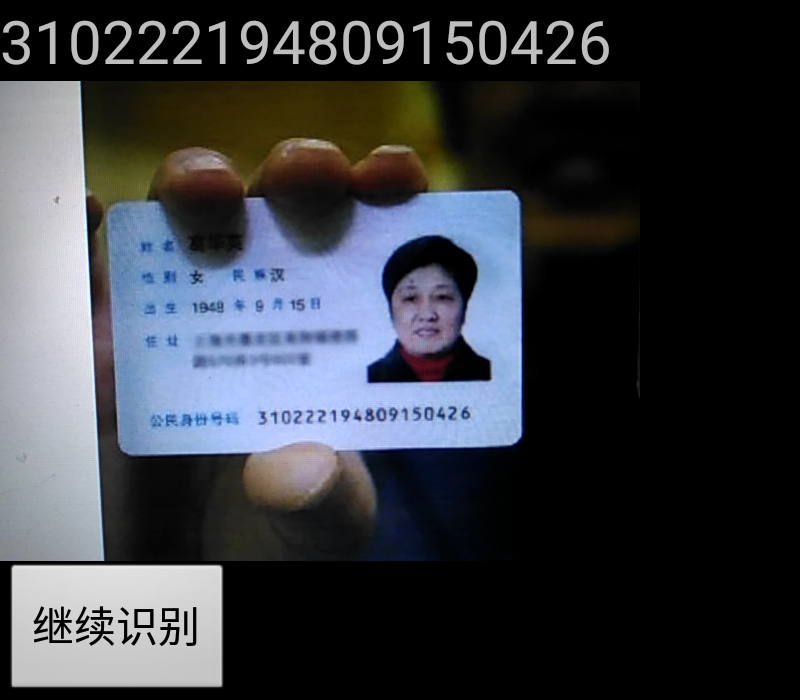 310222194809150426
姓名
性别 女 民族 汉
出生 1948 年 9 月 15 日
住址
公民身份号码 310222194809150426
继续识别